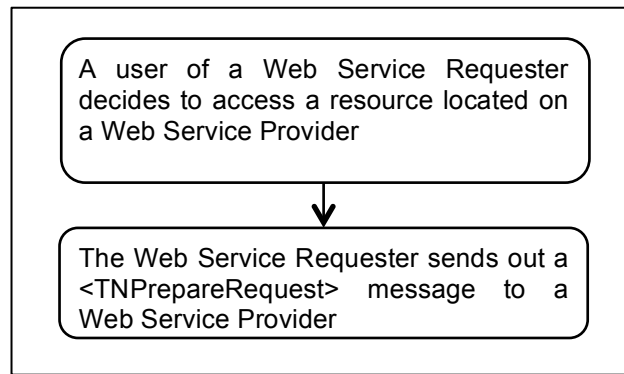 A user of a Web Service Requester
decides to access a resource located on
a Web Service Provider
The Web Service Requester sends out a
<TNPrepareRequest> message to a
Web Service Provider